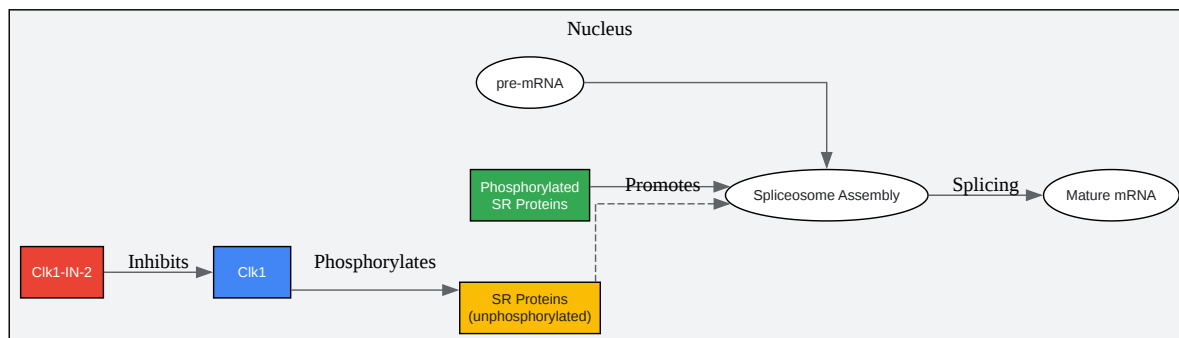 Nucleus
pre-mRNA
Phosphorylated
SR Proteins
Promotes
Spliceosome Assembly
Splicing
Mature mRNA
Clk1-IN-2
Inhibits
Clk1
Phosphorylates
SR Proteins
(unphosphorylated)